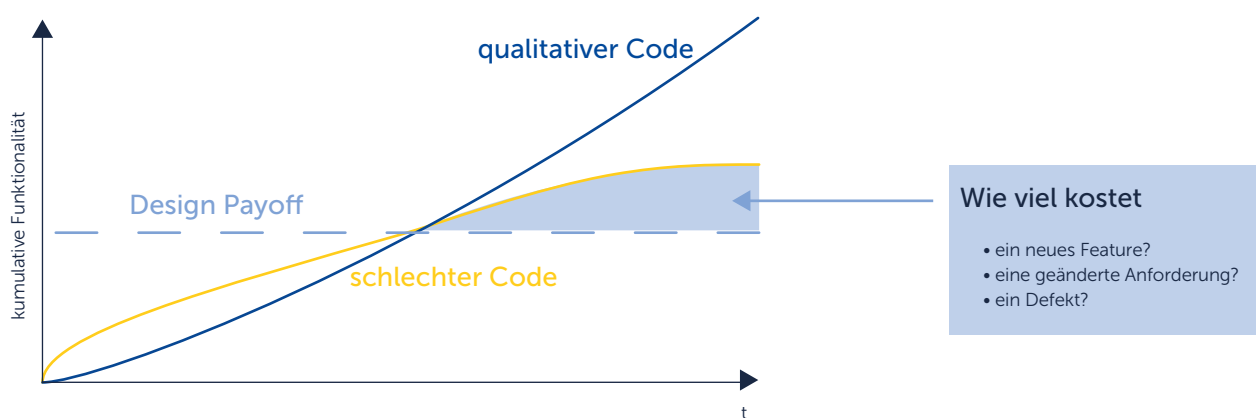 qualitativer Code
kumulative Funktionalität
Design Payoff
schlechter Code
t
Wie viel kostet
• ein neues Feature?
• eine geänderte Anforderung?
• ein Defekt?